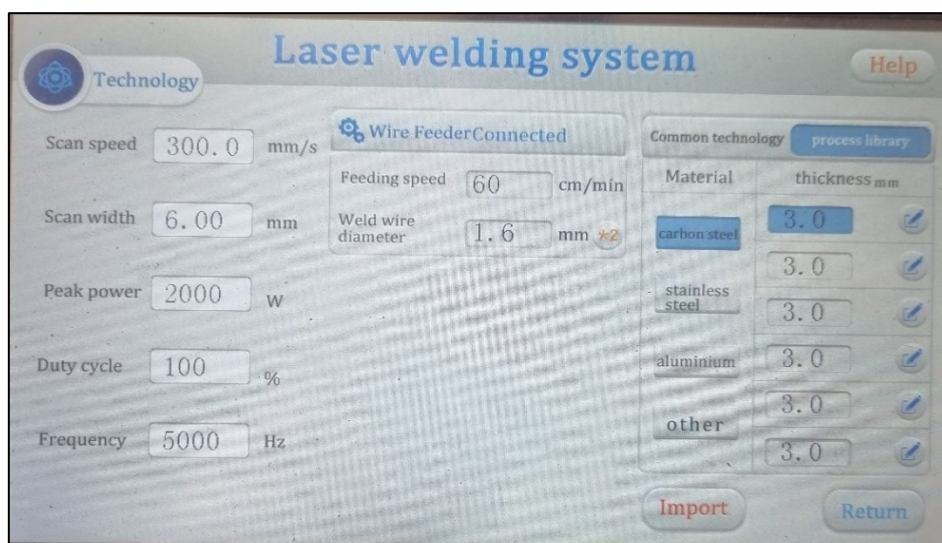 Laser welding system
Technology
Help
Scan speed 300.0 mm/s
Scan width 6.00 mm
Peak power 2000 W
Duty cycle 100 %
Frequency 5000 Hz
Wire FeederConnected
Feeding speed 60 cm/min
Weld wire
diameter 1.6 mm *2
Common technology process library
Material thickness mm
carbon steel
stainless
steel
aluminium
other
3.0
3.0
3.0
3.0
3.0
3.0
Import
Return